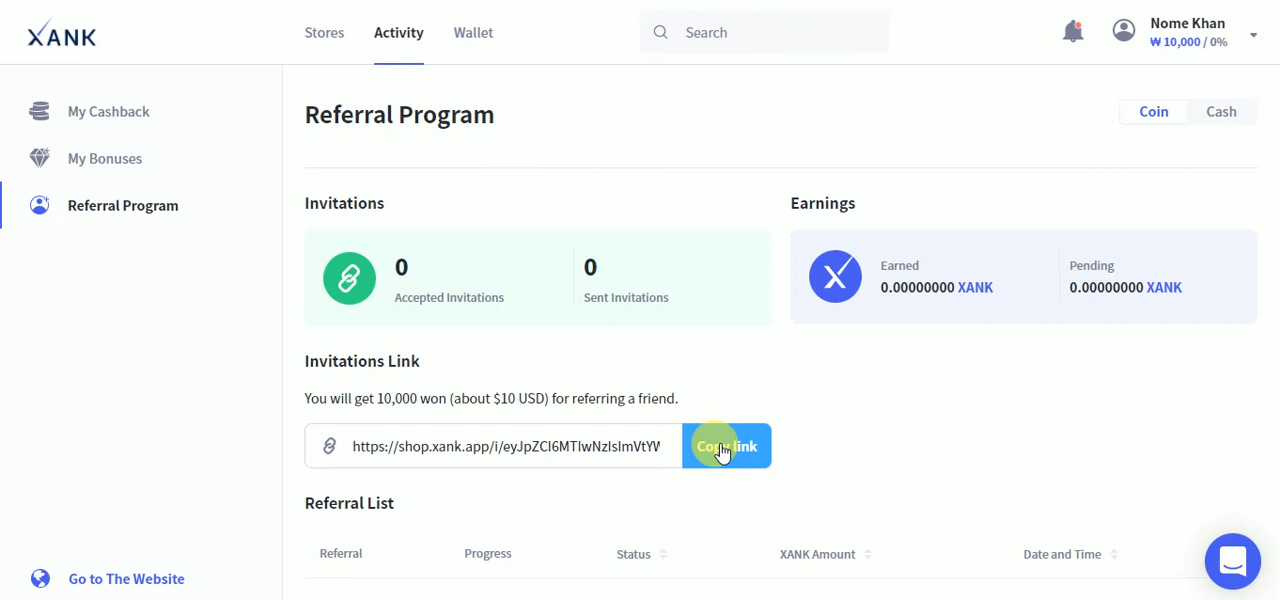 XANK
Stores
Activity
Wallet
Search
Nome Khan
₩ 10,000 / 0%
My Cashback
My Bonuses
Referral Program
Go to The Website
Referral Program
Coin
Cash
Invitations
0
Accepted Invitations
0
Sent Invitations
Earnings
Earned
0.00000000 XANK
Pending
0.00000000 XANK
Invitations Link
You will get 10,000 won (about $10 USD) for referring a friend.
https://shop.xank.app/i/eyJpZCI6MTIwNzIsImVtYW
Copy link
Referral List
Referral
Progress
Status
XANK Amount
Date and Time